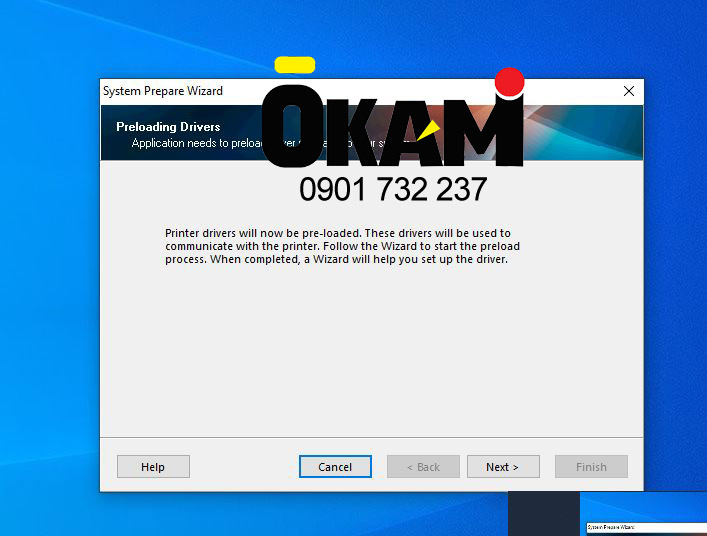 System Prepare Wizard
OKAMI
Preloading Drivers
Application needs to preload
0901 732 237
Printer drivers will now be pre-loaded. These drivers will be used to
communicate with the printer. Follow the Wizard to start the preload
process. When completed, a Wizard will help you set up the driver.
Help
Cancel
< Back
Next >
Finish
System Prepare Wizard